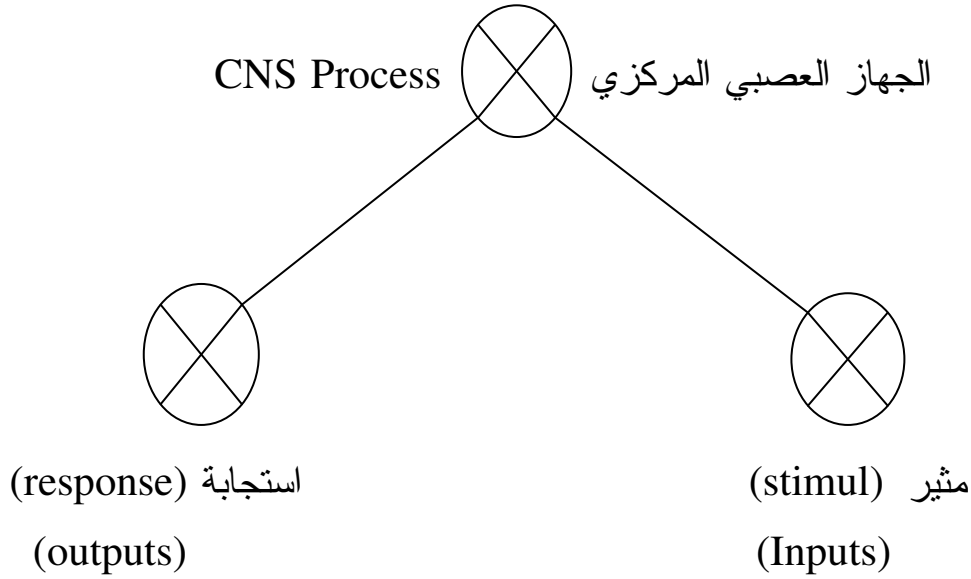 CNS Process الجهاز العصبي المركزي
مثير (stimul)
(Inputs)
استجابة (response)
(outputs)